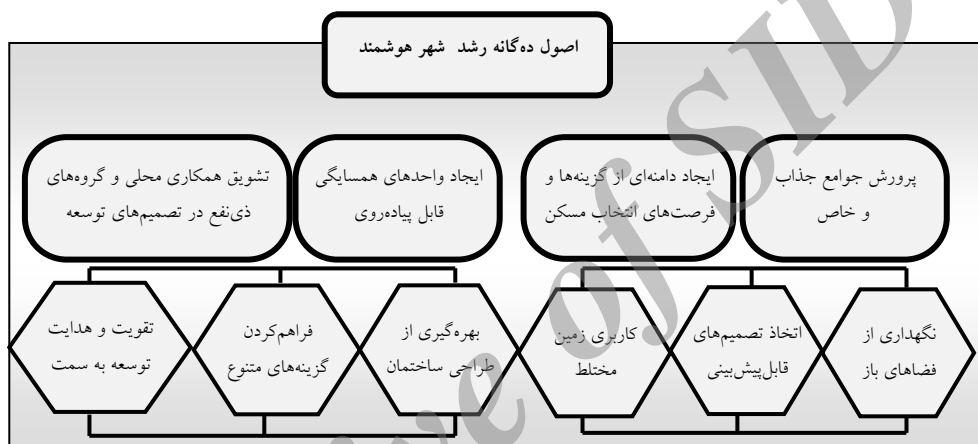 اصول ده‌گانه رشد شهر هوشمند
پرورش جوامع جذاب
و خاص
ایجاد دامنه‌ای از گزینه‌ها و
فرصت‌های انتخاب مسکن
ایجاد واحدهای همسایگی
قابل پیاده‌روی
تشویق همکاری محلی و گروه‌های
ذی‌نفع در تصمیم‌های توسعه
نگهداری از
فضاهای باز
اتخاذ تصمیم‌های
قابل‌پیش‌بینی
کاربری زمین
مختلط
بهره‌گیری از
طراحی ساختمان
فراهم‌کردن
گزینه‌های متنوع
تقویت و هدایت
توسعه به سمت
ive of SID